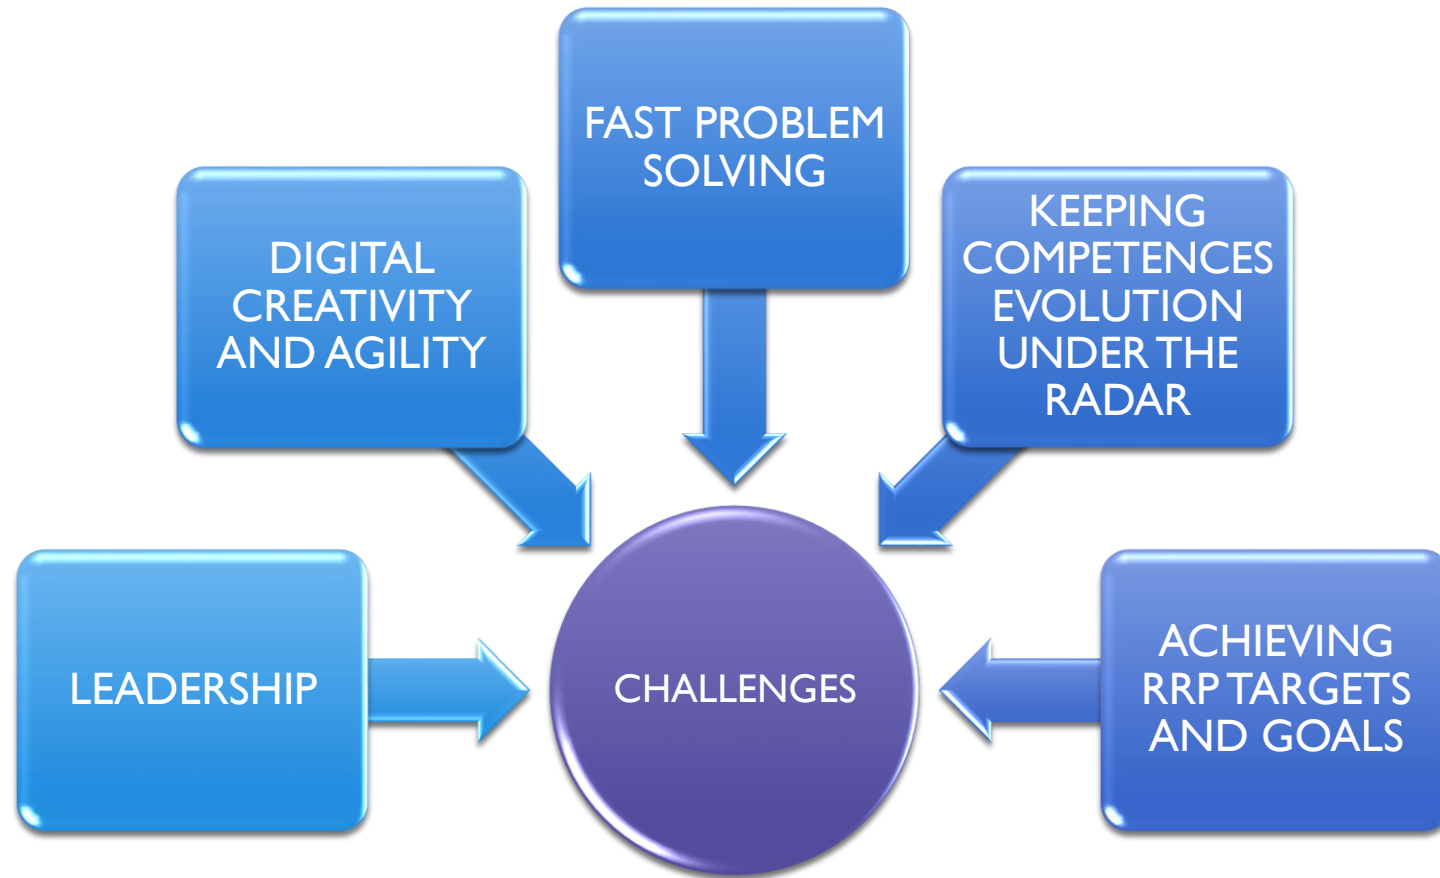 FAST PROBLEM
SOLVING
DIGITAL
CREATIVITY
AND AGILITY
KEEPING
COMPETENCES
EVOLUTION
UNDER THE
RADAR
LEADERSHIP
CHALLENGES
ACHIEVING
RRP TARGETS
AND GOALS